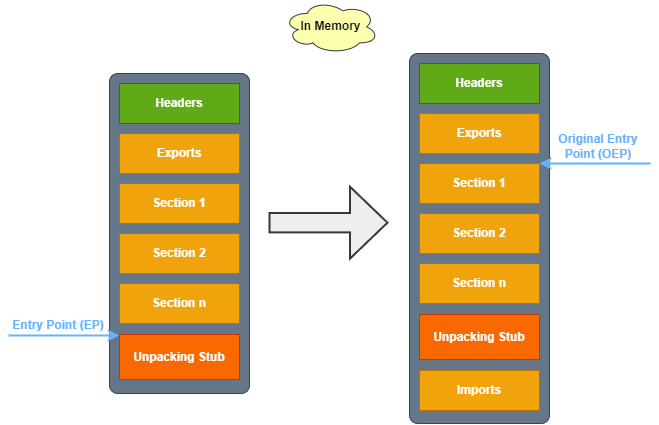 In Memory
Headers
Exports
Section 1
Section 2
Section n
Entry Point (EP)
Unpacking Stub
Headers
Exports
Original Entry
Point (OEP)
Section 1
Section 2
Section n
Unpacking Stub
Imports